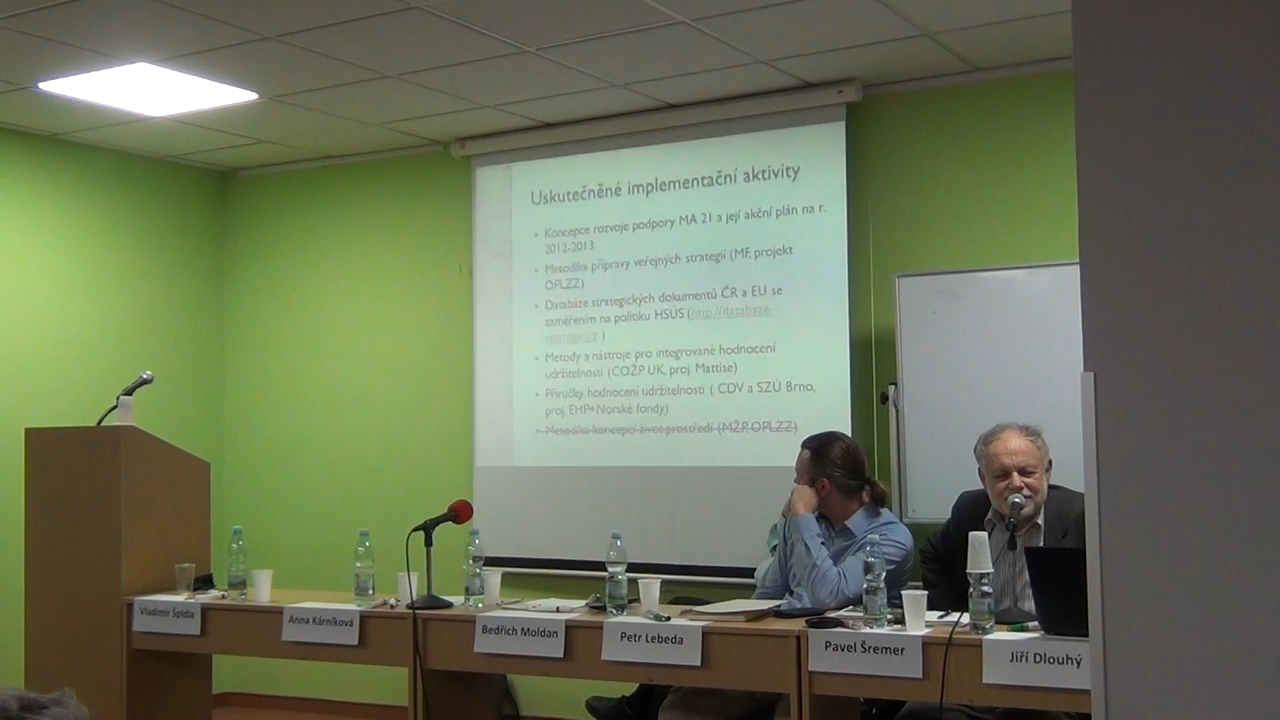 Uskutečněné implementační aktivity
Koncepce rozvoje podpory MA 21 a její akční plán na r.
2012-2013
Metodika přípravy veřejných strategií (MF, projekt
OPLZZ)
Databáze strategických dokumentů ČR a EU se
zaměřením na politiku HSÚS (http://databaze-
)
Metody a nástroje pro integrované hodnocení
udržitelnosti (COŽP UK, proj. Mattise)
Příručky hodnocení udržitelnosti ( CDV a SZÚ Brno,
proj. EHP+Norské fondy)
Metodika koncepcí život.prostředí (MŽP, OPLZZ)
Vladimír Špidla
Anna Kárníková
Bedřich Moldan
Petr Lebeda
Pavel Šremer
Jiří Dlouhý